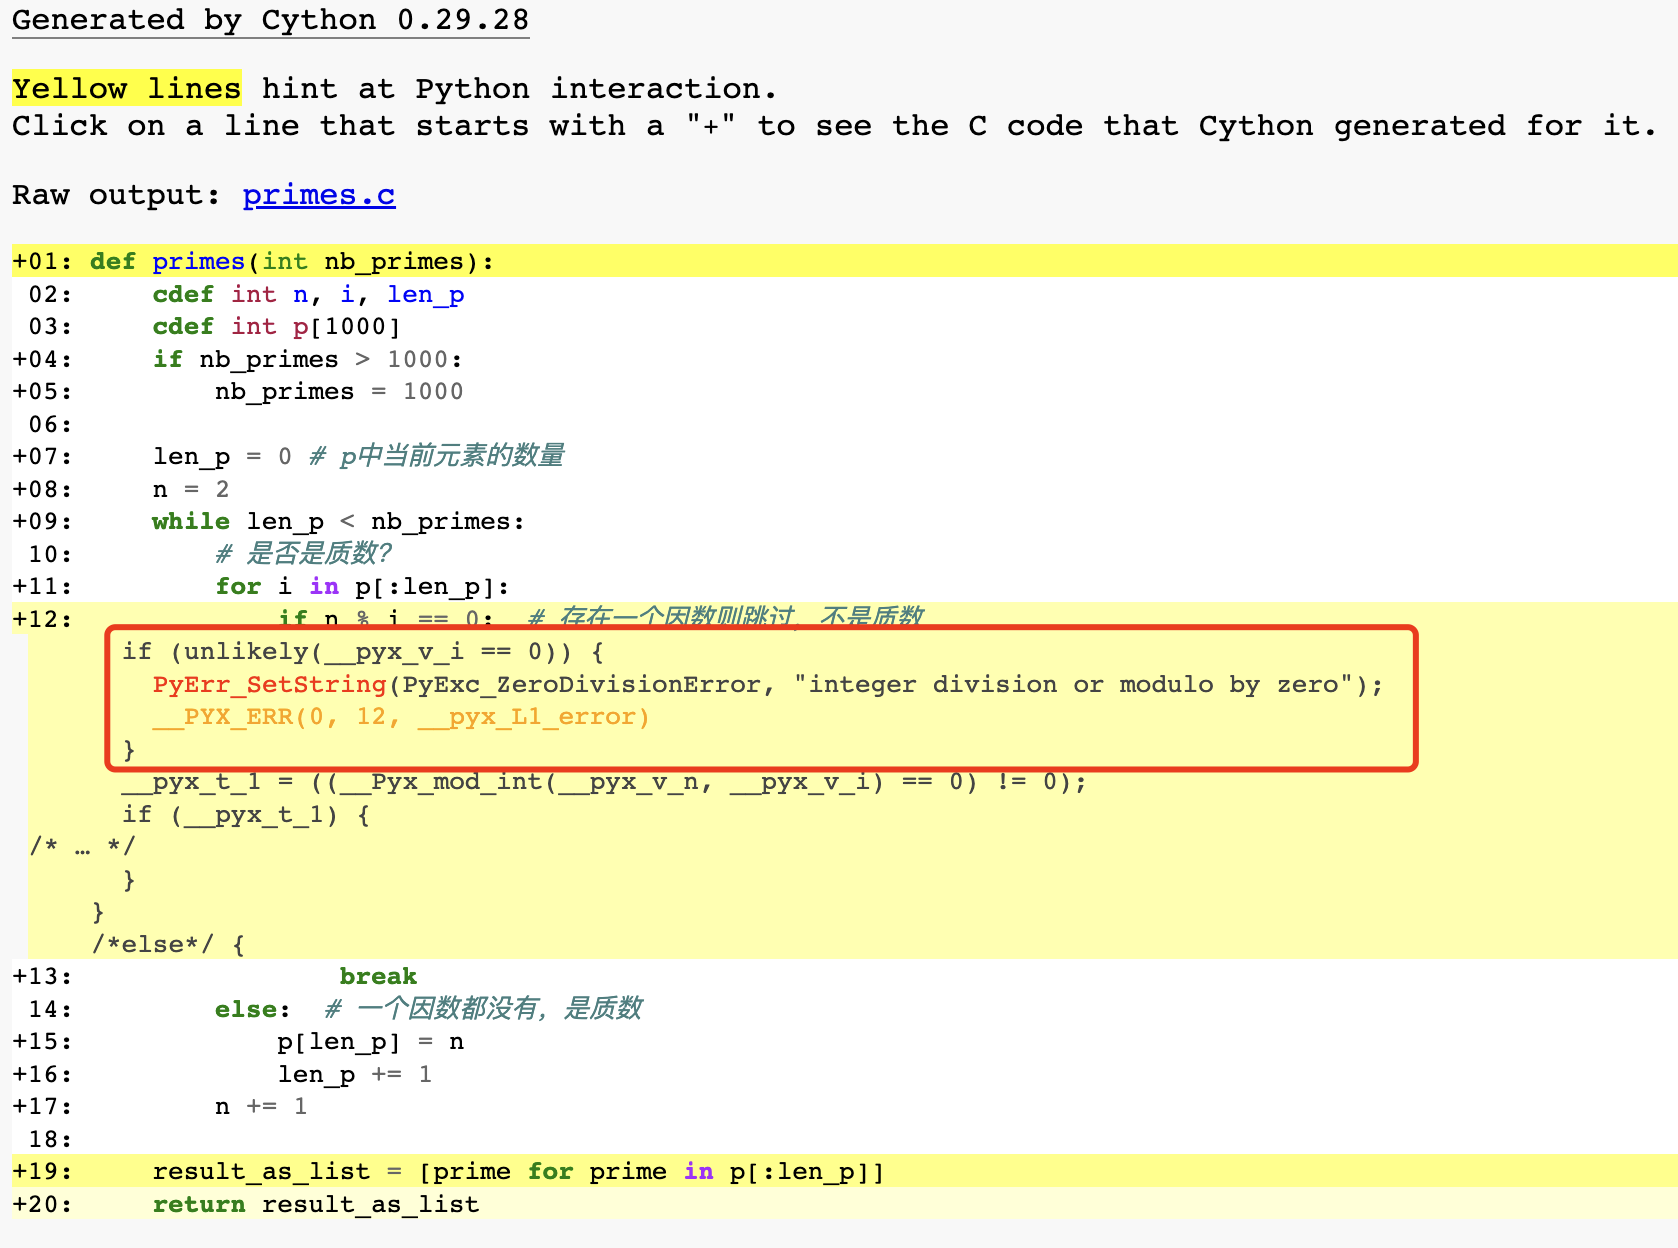 Generated by Cython 0.29.28
Yellow lines hint at Python interaction.
Click on a line that starts with a "+" to see the C code that Cython generated for it.
Raw output: primes.c
+01: def primes(int nb_primes):
 02:     cdef int n, i, len_p
 03:     cdef int p[1000]
+04:     if nb_primes > 1000:
+05:         nb_primes = 1000
 06:
+07:     len_p = 0 # p中当前元素的数量
+08:     n = 2
+09:     while len_p < nb_primes:
 10:         # 是否是质数?
+11:         for i in p[:len_p]:
+12:             if n % i == 0:  # 存在一个因数则跳过，不是质数
      if (unlikely(__pyx_v_i == 0)) {
        PyErr_SetString(PyExc_ZeroDivisionError, "integer division or modulo by zero");
        __PYX_ERR(0, 12, __pyx_L1_error)
      }
      __pyx_t_1 = ((__Pyx_mod_int(__pyx_v_n, __pyx_v_i) == 0) != 0);
      if (__pyx_t_1) {
/* … */
      }
    }
    /*else*/ {
+13:                 break
 14:         else:  # 一个因数都没有，是质数
+15:             p[len_p] = n
+16:             len_p += 1
+17:         n += 1
 18:
+19:     result_as_list = [prime for prime in p[:len_p]]
+20:     return result_as_list